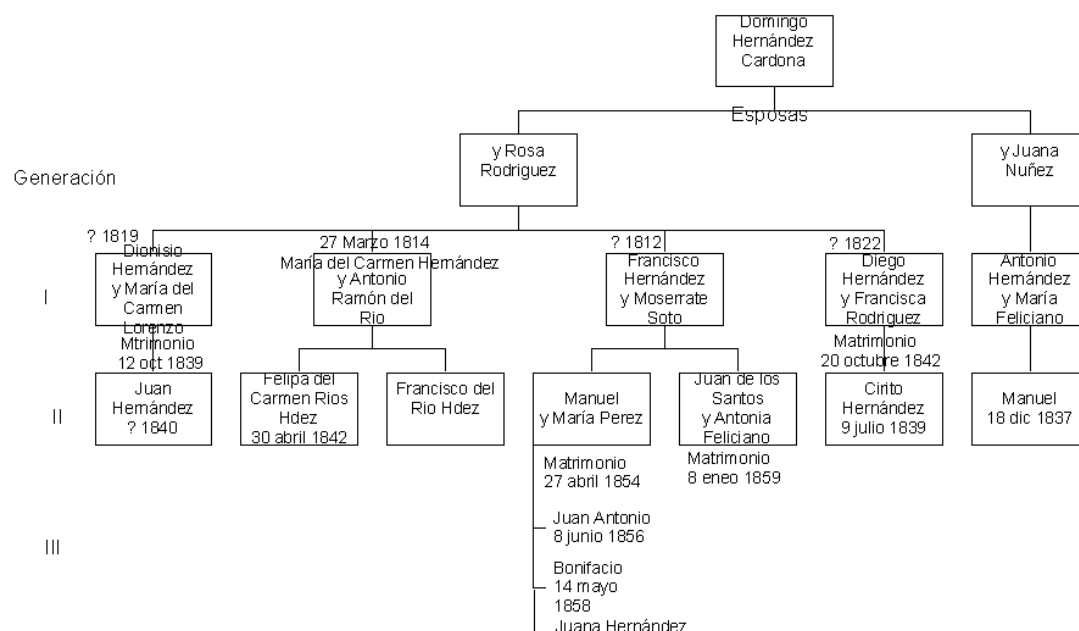 Domingo
Hernández
Cardona
Esposas
y Rosa
Rodriguez
y Juana
Nuñez
Generación
? 1819
Dionisio
Hernández
y María del
Carmen
Lorenzo
Mtrimonio
12 oct 1839
27 Marzo 1814
María del Carmen Hernández
y Antonio
Ramón del
Rio
? 1812
Francisco
Hernández
y Moserrate
Soto
? 1822
Diego
Hernández
y Francisca
Rodriguez
Matrimonio
20 octubre 1842
Antonio
Hernández
y María
Feliciano
I
II
Juan
Hernández
? 1840
Felipa del
Carmen Rios
Hdez
30 abril 1842
Francisco del
Rio Hdez
Manuel
y María Perez
Juan de los
Santos
y Antonia
Feliciano
Cirito
Hernández
9 julio 1839
Manuel
18 dic 1837
Matrimonio
27 abril 1854
Matrimonio
8 eneo 1859
III
Juan Antonio
8 junio 1856
Bonifacio
14 mayo
1858
Juana Hernández